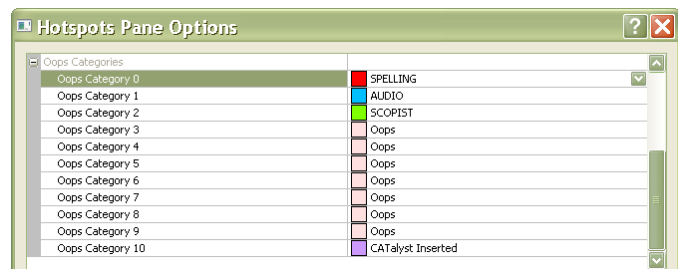 Hotspots Pane Options
Oops Categories
Oops Category 0 SPELLING
Oops Category 1 AUDIO
Oops Category 2 SCOPIST
Oops Category 3 Oops
Oops Category 4 Oops
Oops Category 5 Oops
Oops Category 6 Oops
Oops Category 7 Oops
Oops Category 8 Oops
Oops Category 9 Oops
Oops Category 10 CATalyst Inserted